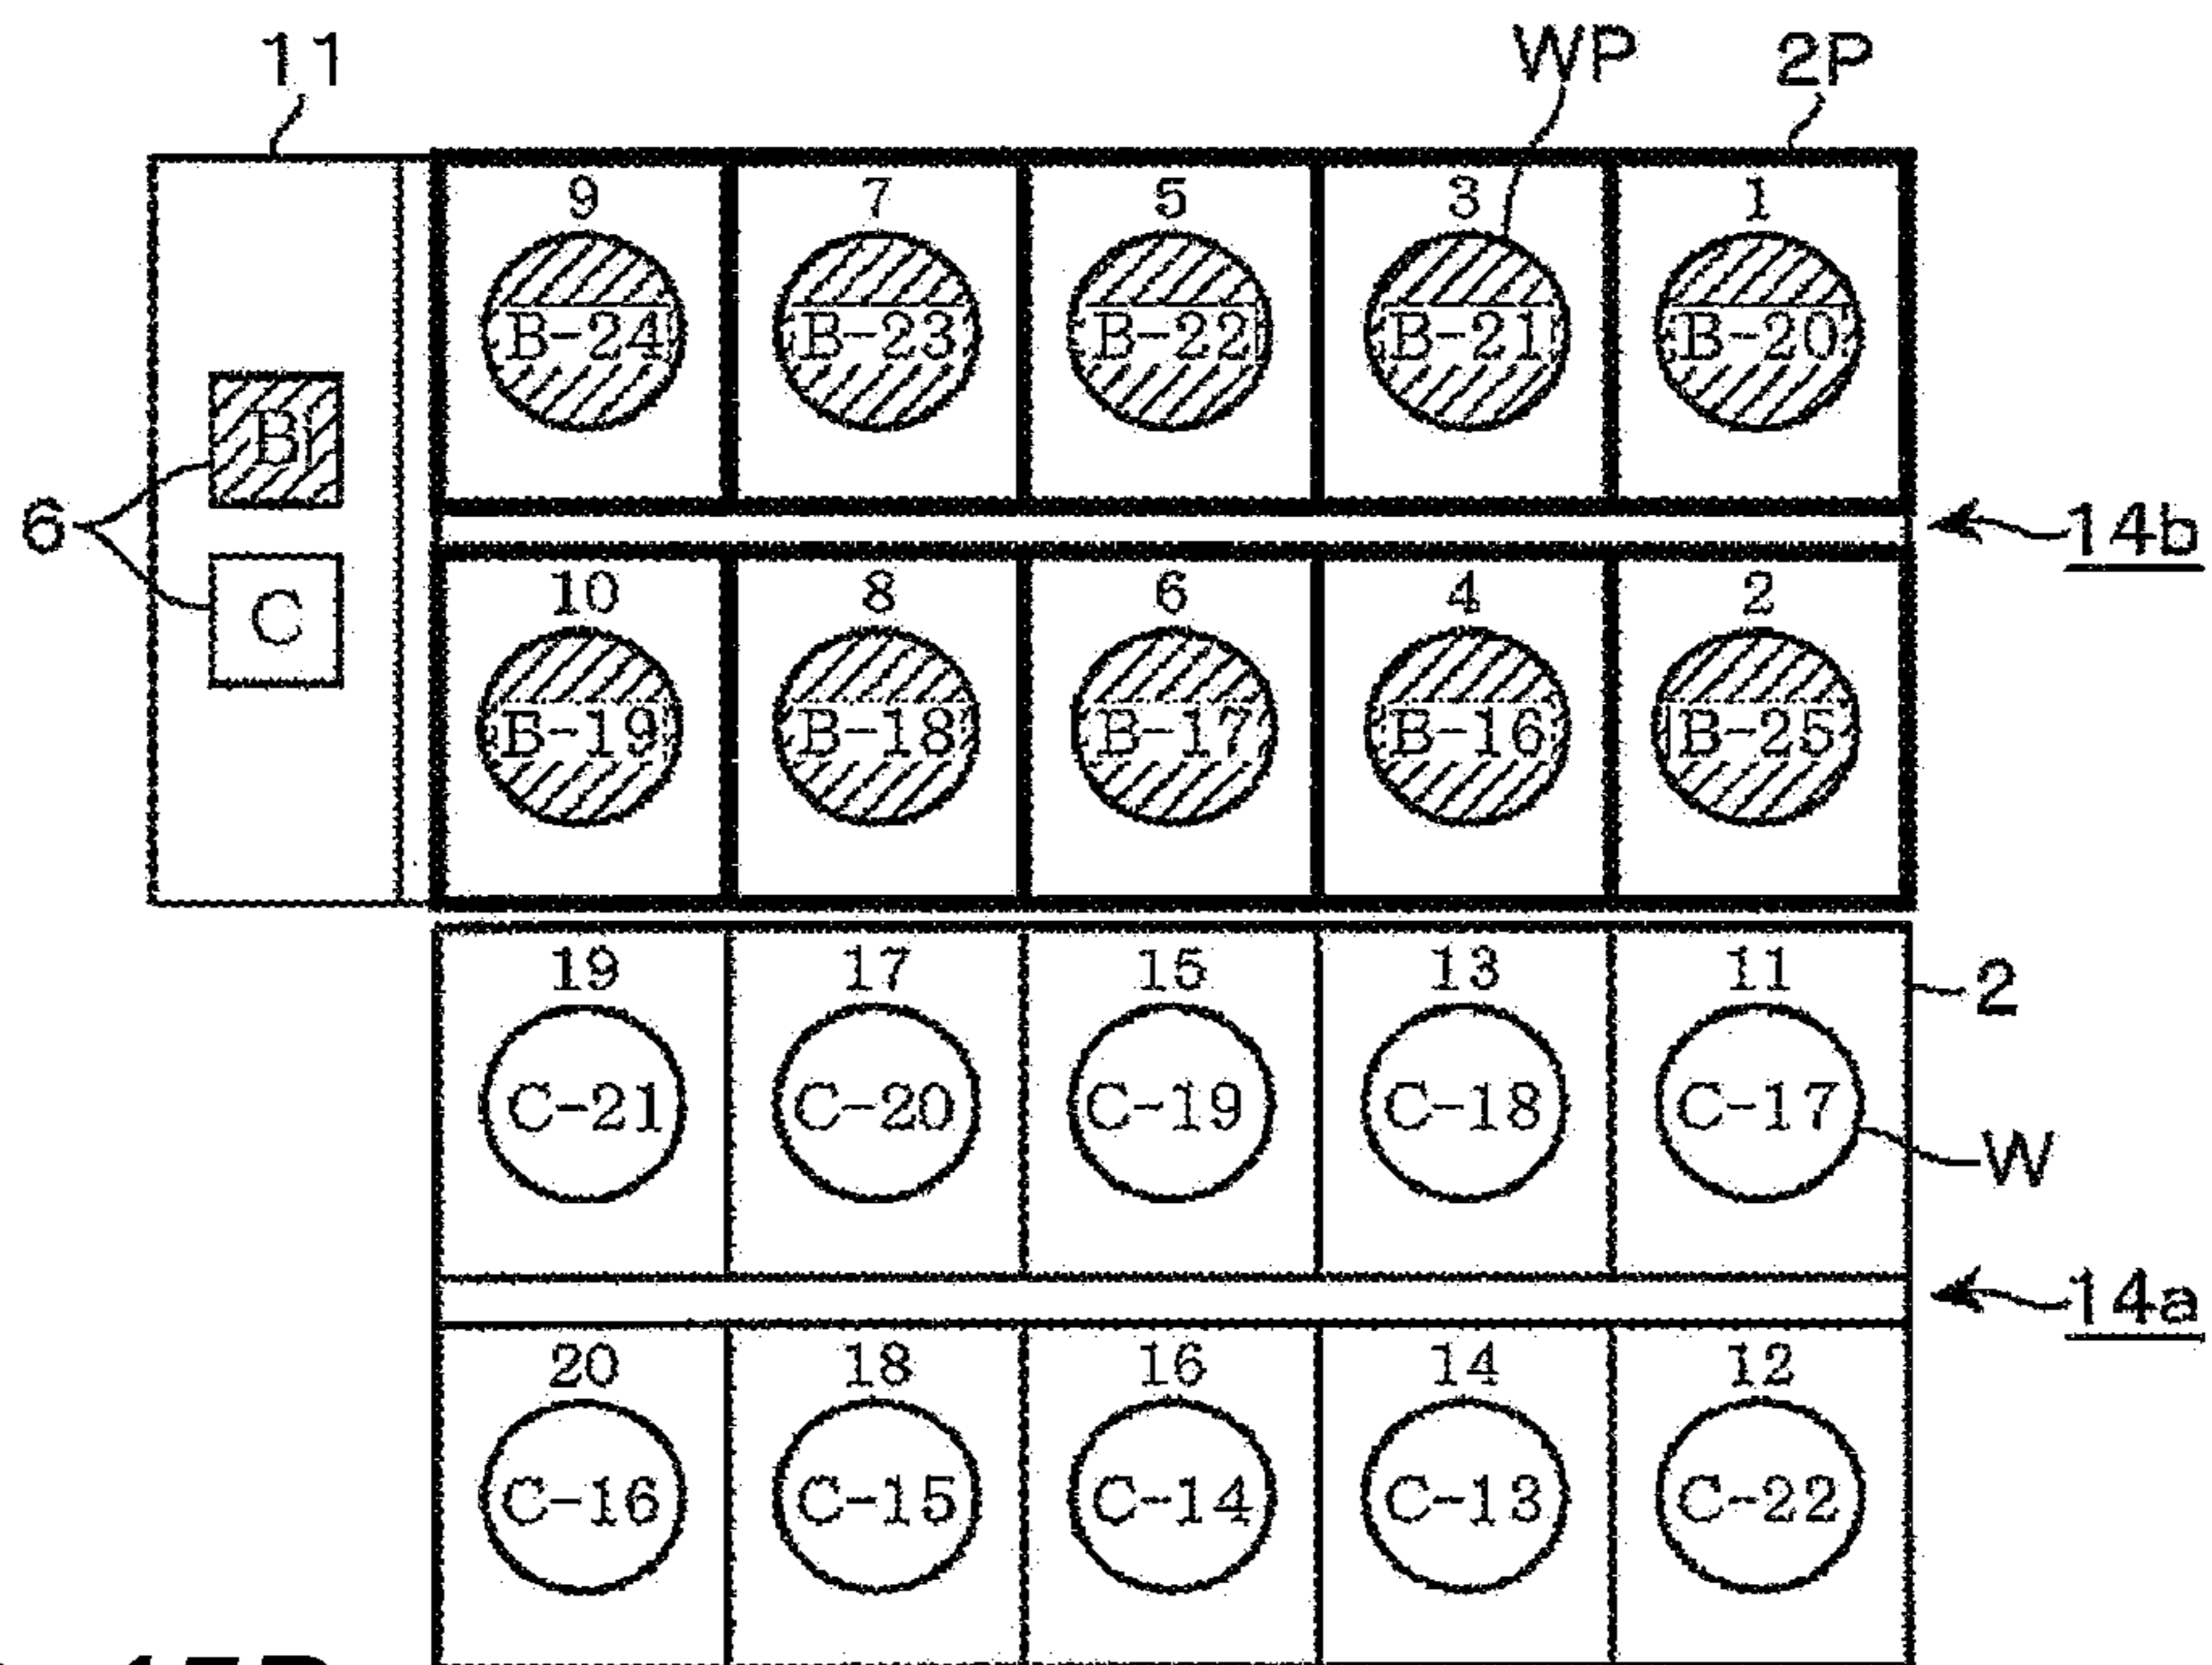 11 WP 2P
9 7 5 3 1
B-24 B-23 B-22 B-21 B-20
B
6
14b
C
10 8 6 4 2
B-19 B-18 B-17 B-16 B-25
19 17 15 13 11
2
C-21 C-20 C-19 C-18 C-17
W
14a
20 18 16 14 12
C-16 C-15 C-14 C-13 C-22